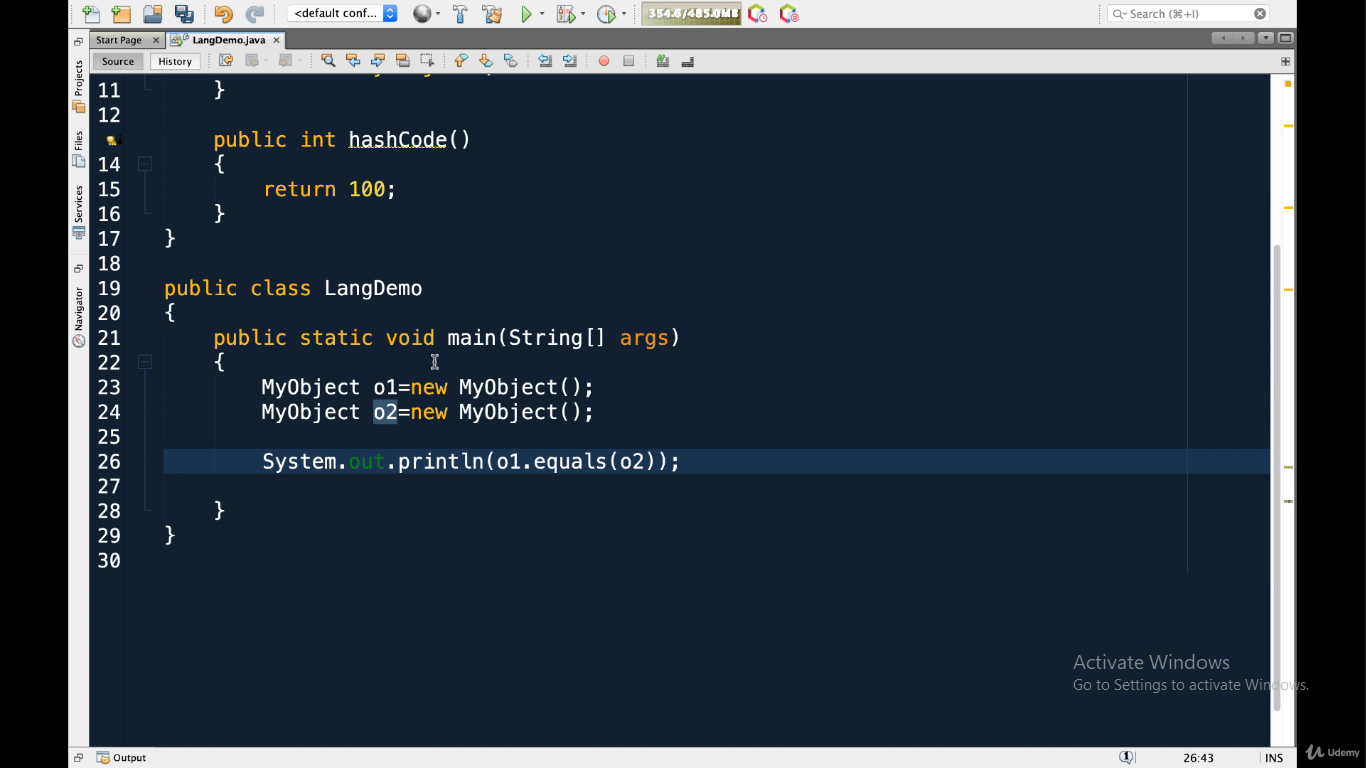 <default conf...
354.6/485.0MB
Search (⌘+I)
Start Page
LangDemo.java
Source
History
Projects
Files
Services
Navigator
11 }
12
public int hashCode()
14 {
15 return 100;
16 }
17 }
18
19 public class LangDemo
20 {
21 public static void main(String[] args)
22 {
23 MyObject o1=new MyObject();
24 MyObject o2=new MyObject();
25
26 System.out.println(o1.equals(o2));
27
28 }
29 }
30
Activate Windows
Go to Settings to activate Windows.
Output
26:43
INS
Udemy